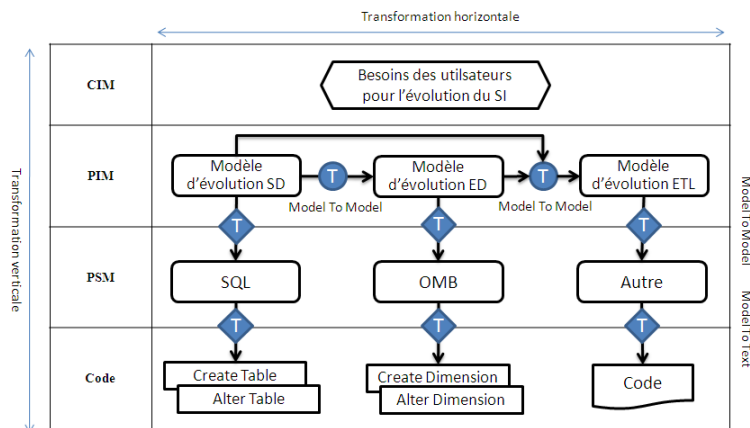 Transformation horizontale
CIM
Besoins des utilsateurs
pour l'évolution du SI
Transformation verticale
PIM
Modèle
d'évolution SD
T
Modèle
d'évolution ED
T
Modèle
d'évolution ETL
Model To Model
Model To Model
T
T
T
Model To Model
PSM
SQL
OMB
Autre
T
T
T
Model To Text
Code
Create Table
Alter Table
Create Dimension
Alter Dimension
Code